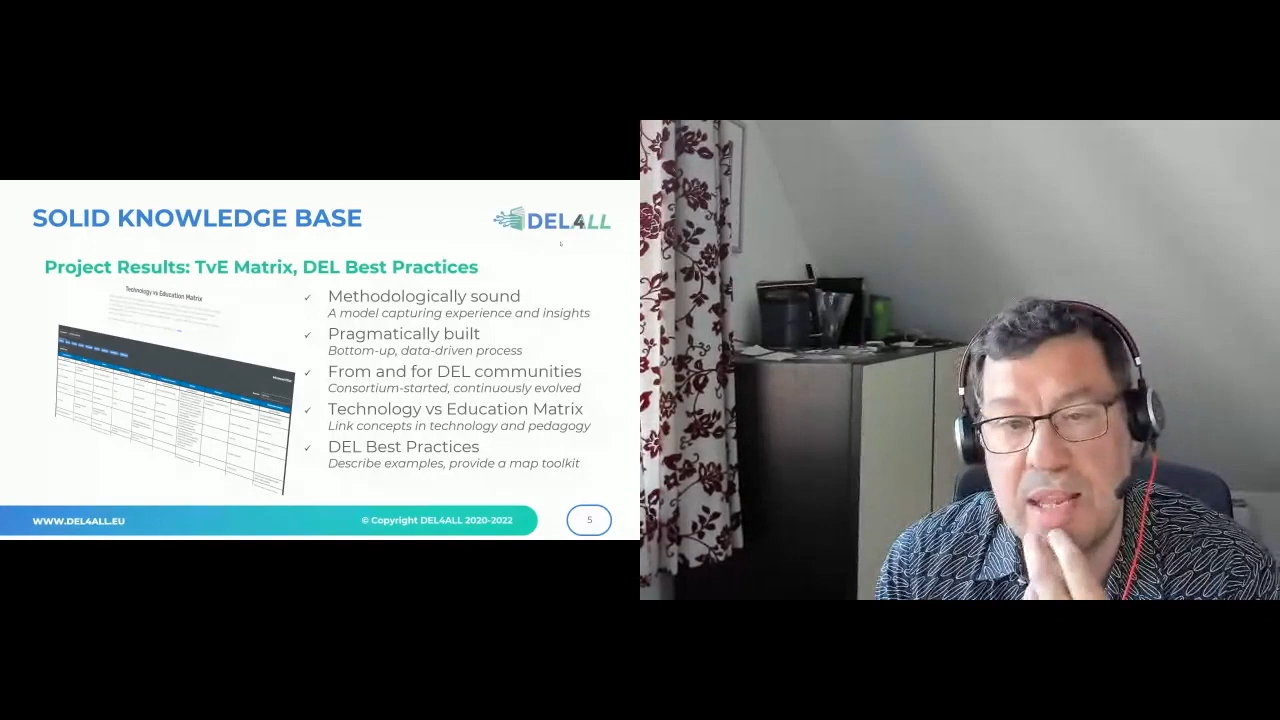 SOLID KNOWLEDGE BASE
DEL4ALL
Project Results: TvE Matrix, DEL Best Practices
Technology vs Education Matrix
✓ Methodologically sound
A model capturing experience and insights
✓ Pragmatically built
Bottom-up, data-driven process
✓ From and for DEL communities
Consortium-started, continuously evolved
✓ Technology vs Education Matrix
Link concepts in technology and pedagogy
✓ DEL Best Practices
Describe examples, provide a map toolkit
WWW.DEL4ALL.EU
© Copyright DEL4ALL 2020-2022
5